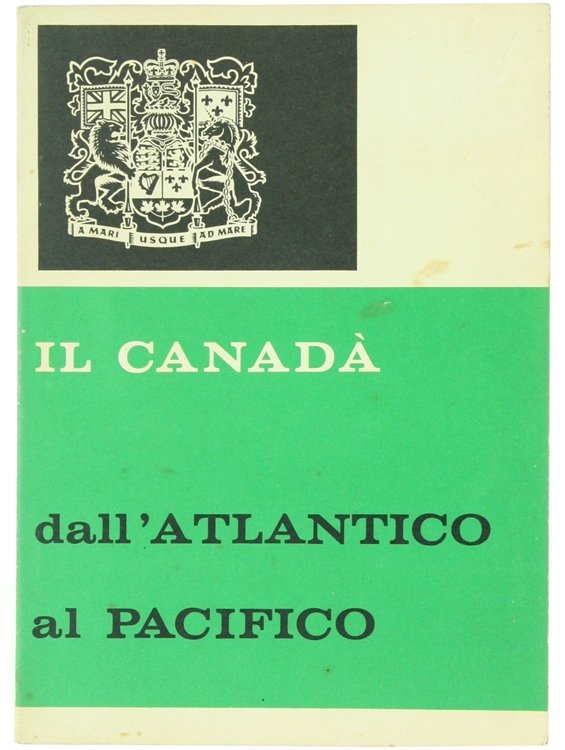 A MARI USQUE AD MARE
IL CANADÀ
dall'ATLANTICO
al PACIFICO